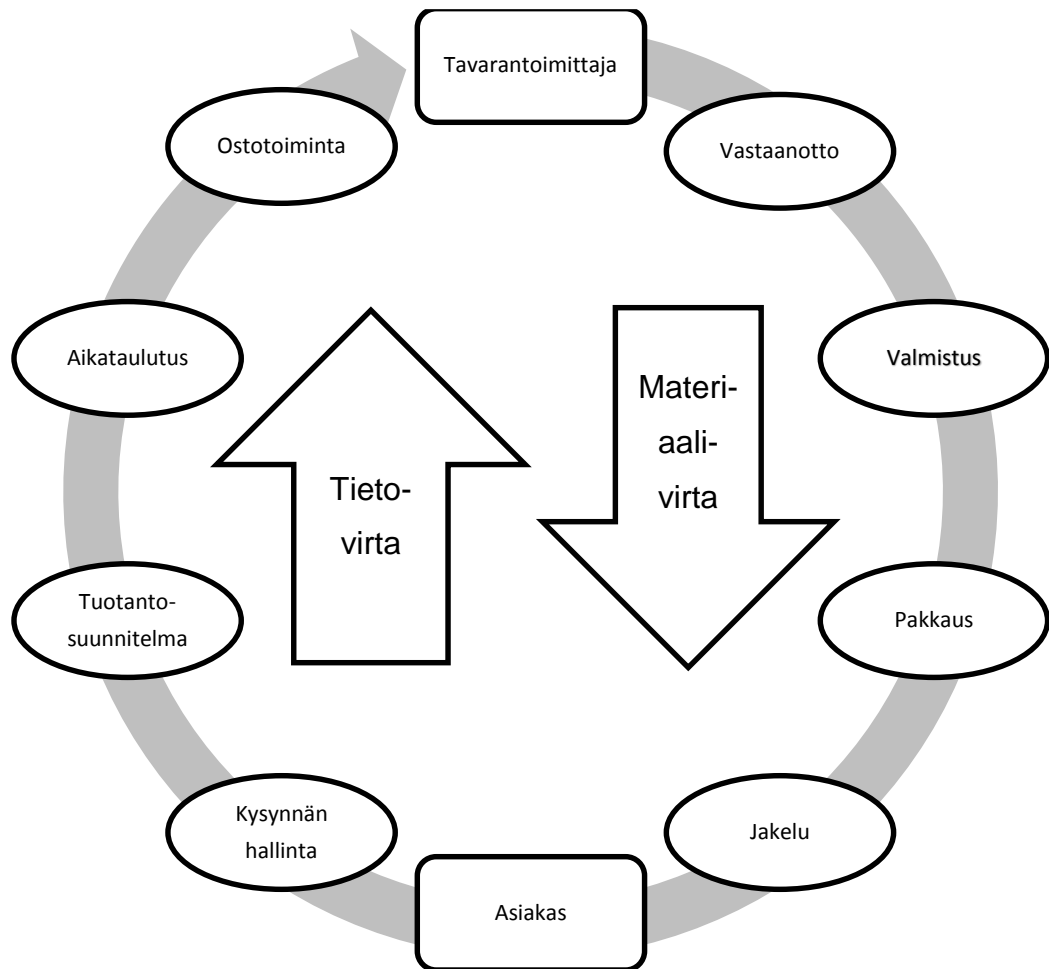 Tavarantoimittaja
Vastaanotto
Valmistus
Pakkaus
Jakelu
Asiakas
Kysynnän
hallinta
Tuotanto-
suunnitelma
Aikataulutus
Ostotoiminta
Tieto-
virta
Materi-
aali-
virta